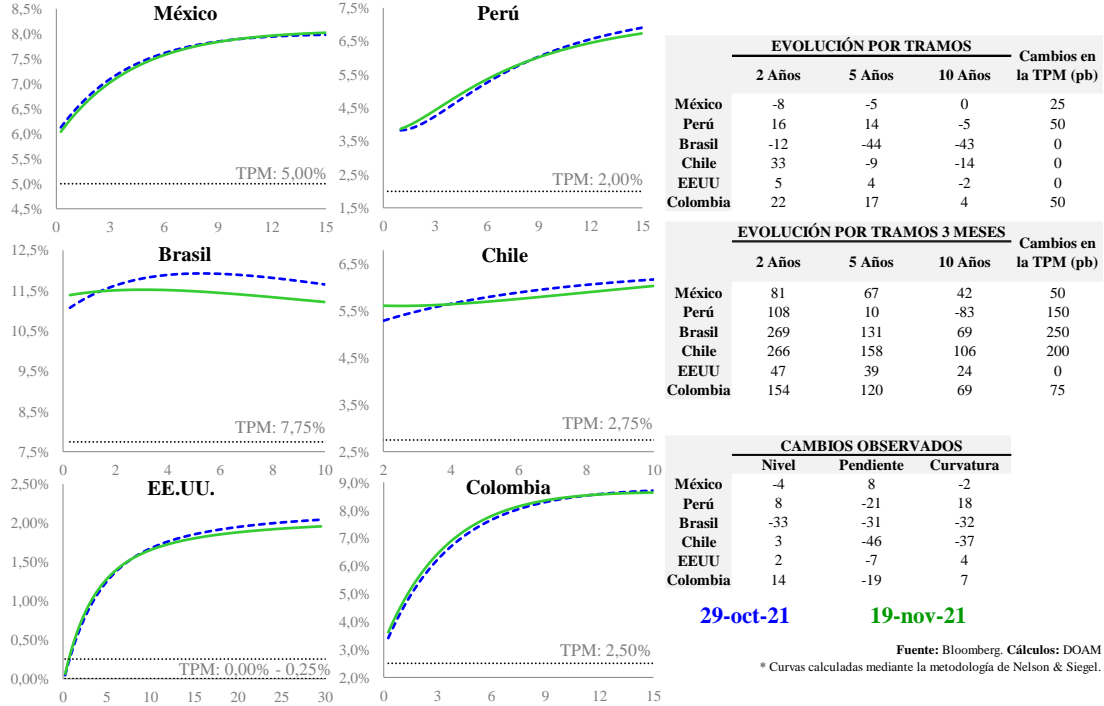 México
8,5%
8,0%
7,5%
7,0%
6,5%
6,0%
5,5%
5,0%
4,5%
TPM: 5,00%
0 3 6 9 12 15
Perú
7,5%
6,5%
5,5%
4,5%
3,5%
2,5%
1,5%
TPM: 2,00%
0 3 6 9 12 15
Brasil
12,5%
11,5%
10,5%
9,5%
8,5%
7,5%
TPM: 7,75%
0 2 4 6 8 10
Chile
6,5%
5,5%
4,5%
3,5%
2,5%
TPM: 2,75%
2 4 6 8 10
EE.UU.
2,50%
2,00%
1,50%
1,00%
0,50%
0,00%
TPM: 0,00% - 0,25%
0 5 10 15 20 25 30
Colombia
9,0%
8,0%
7,0%
6,0%
5,0%
4,0%
3,0%
2,0%
TPM: 2,50%
0 3 6 9 12 15
EVOLUCIÓN POR TRAMOS
Cambios en
la TPM (pb)
2 Años 5 Años 10 Años
México -8 -5 0 25
Perú 16 14 -5 50
Brasil -12 -44 -43 0
Chile 33 -9 -14 0
EEUU 5 4 -2 0
Colombia 22 17 4 50
EVOLUCIÓN POR TRAMOS 3 MESES
Cambios en
la TPM (pb)
2 Años 5 Años 10 Años
México 81 67 42 50
Perú 108 10 -83 150
Brasil 269 131 69 250
Chile 266 158 106 200
EEUU 47 39 24 0
Colombia 154 120 69 75
CAMBIOS OBSERVADOS
Nivel Pendiente Curvatura
México -4 8 -2
Perú 8 -21 18
Brasil -33 -31 -32
Chile 3 -46 -37
EEUU 2 -7 4
Colombia 14 -19 7
29-oct-21 19-nov-21
Fuente: Bloomberg. Cálculos: DOAM
* Curvas calculadas mediante la metodología de Nelson & Siegel.